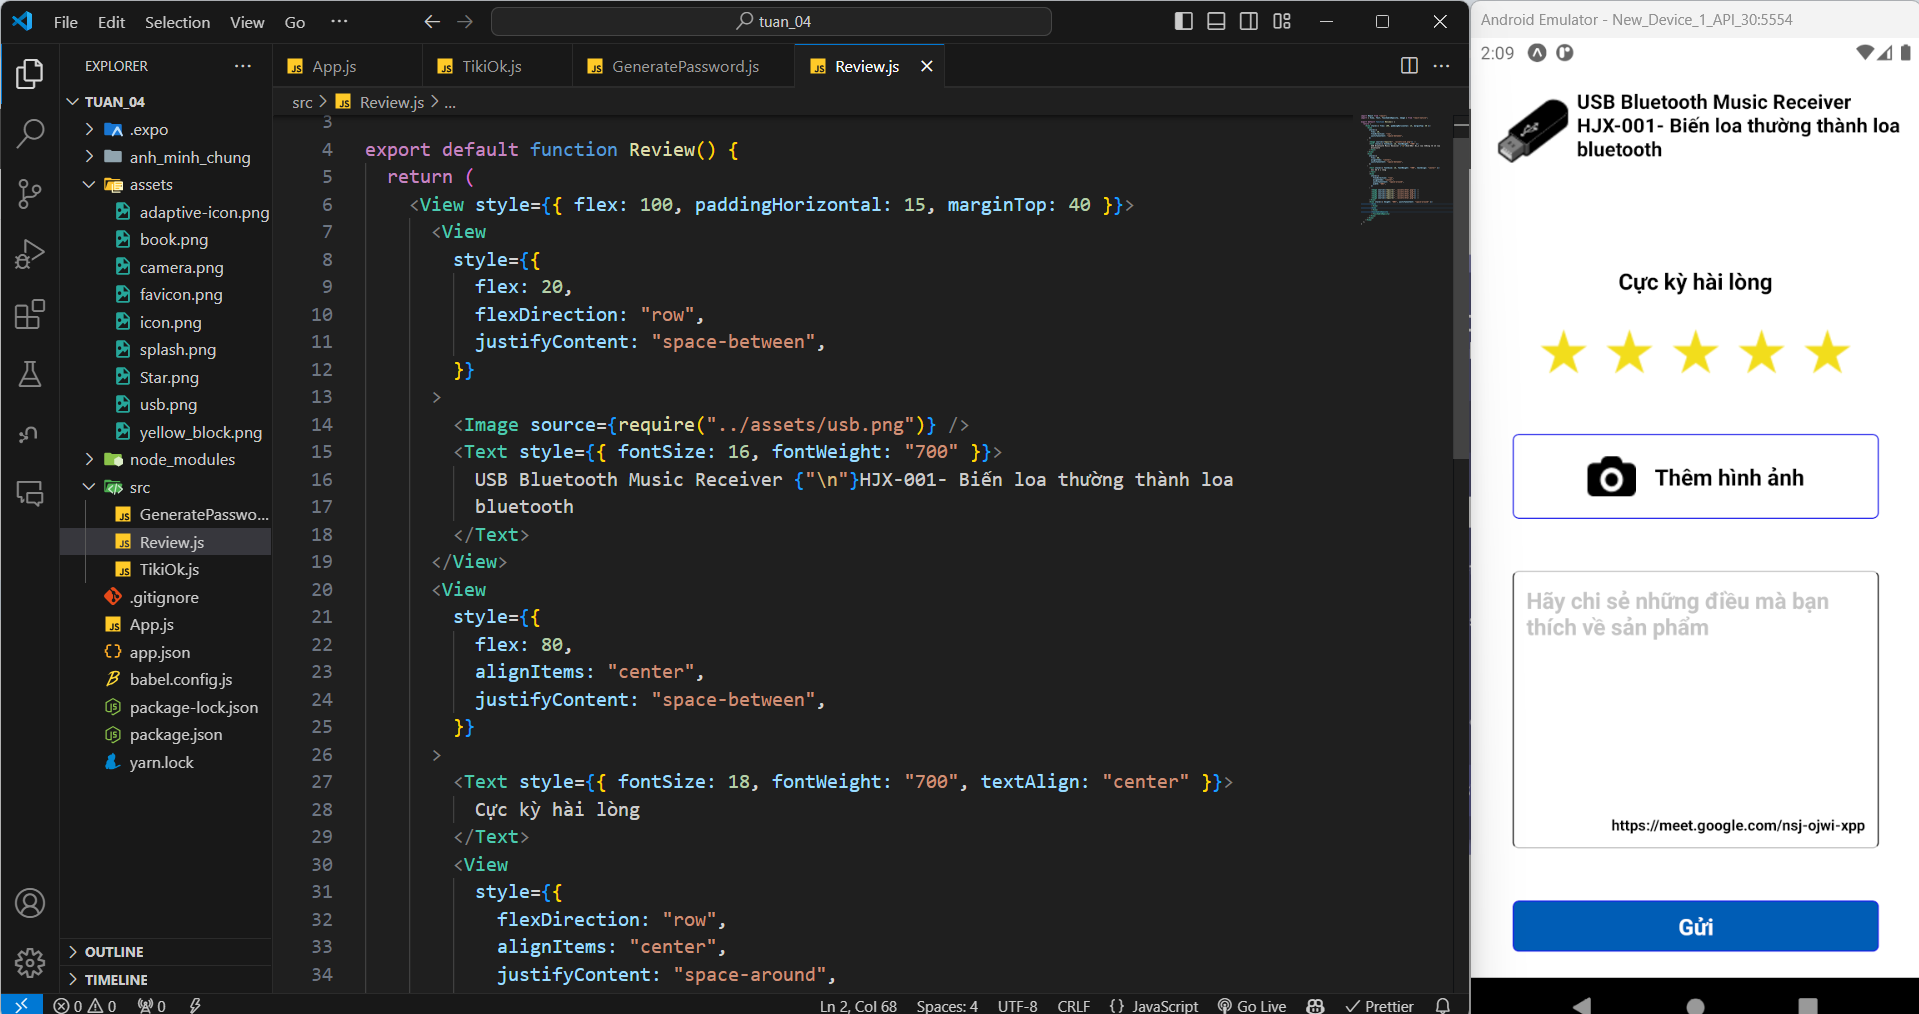 File Edit Selection View Go ··· tuan_04
EXPLORER ···
TUAN_04
.expo
anh_minh_chung
assets
adaptive-icon.png
book.png
camera.png
favicon.png
icon.png
splash.png
Star.png
usb.png
yellow_block.png
node_modules
src
GeneratePasswo...
Review.js
TikiOk.js
.gitignore
App.js
app.json
babel.config.js
package-lock.json
package.json
yarn.lock
OUTLINE
TIMELINE
App.js TikiOk.js GeneratePassword.js Review.js
src > Review.js > ...
3
4 export default function Review() {
5 return (
6 <View style={{ flex: 100, paddingHorizontal: 15, marginTop: 40 }}>
7 <View
8 style={{
9 flex: 20,
10 flexDirection: "row",
11 justifyContent: "space-between",
12 }}
13 >
14 <Image source={require("../assets/usb.png")} />
15 <Text style={{ fontSize: 16, fontWeight: "700" }}>
16 USB Bluetooth Music Receiver {"\n"}HJX-001- Biến loa thường thành loa
17 bluetooth
18 </Text>
19 </View>
20 <View
21 style={{
22 flex: 80,
23 alignItems: "center",
24 justifyContent: "space-between",
25 }}
26 >
27 <Text style={{ fontSize: 18, fontWeight: "700", textAlign: "center" }}>
28 Cực kỳ hài lòng
29 </Text>
30 <View
31 style={{
32 flexDirection: "row",
33 alignItems: "center",
34 justifyContent: "space-around",
0 0 0 Ln 2, Col 68 Spaces: 4 UTF-8 CRLF {} JavaScript Go Live Prettier
Android Emulator - New_Device_1_API_30:5554
2:09
USB Bluetooth Music Receiver
HJX-001- Biến loa thường thành loa
bluetooth
Cực kỳ hài lòng
Thêm hình ảnh
Hãy chi sẻ những điều mà bạn
thích về sản phẩm
https://meet.google.com/nsj-ojwi-xpp
Gửi